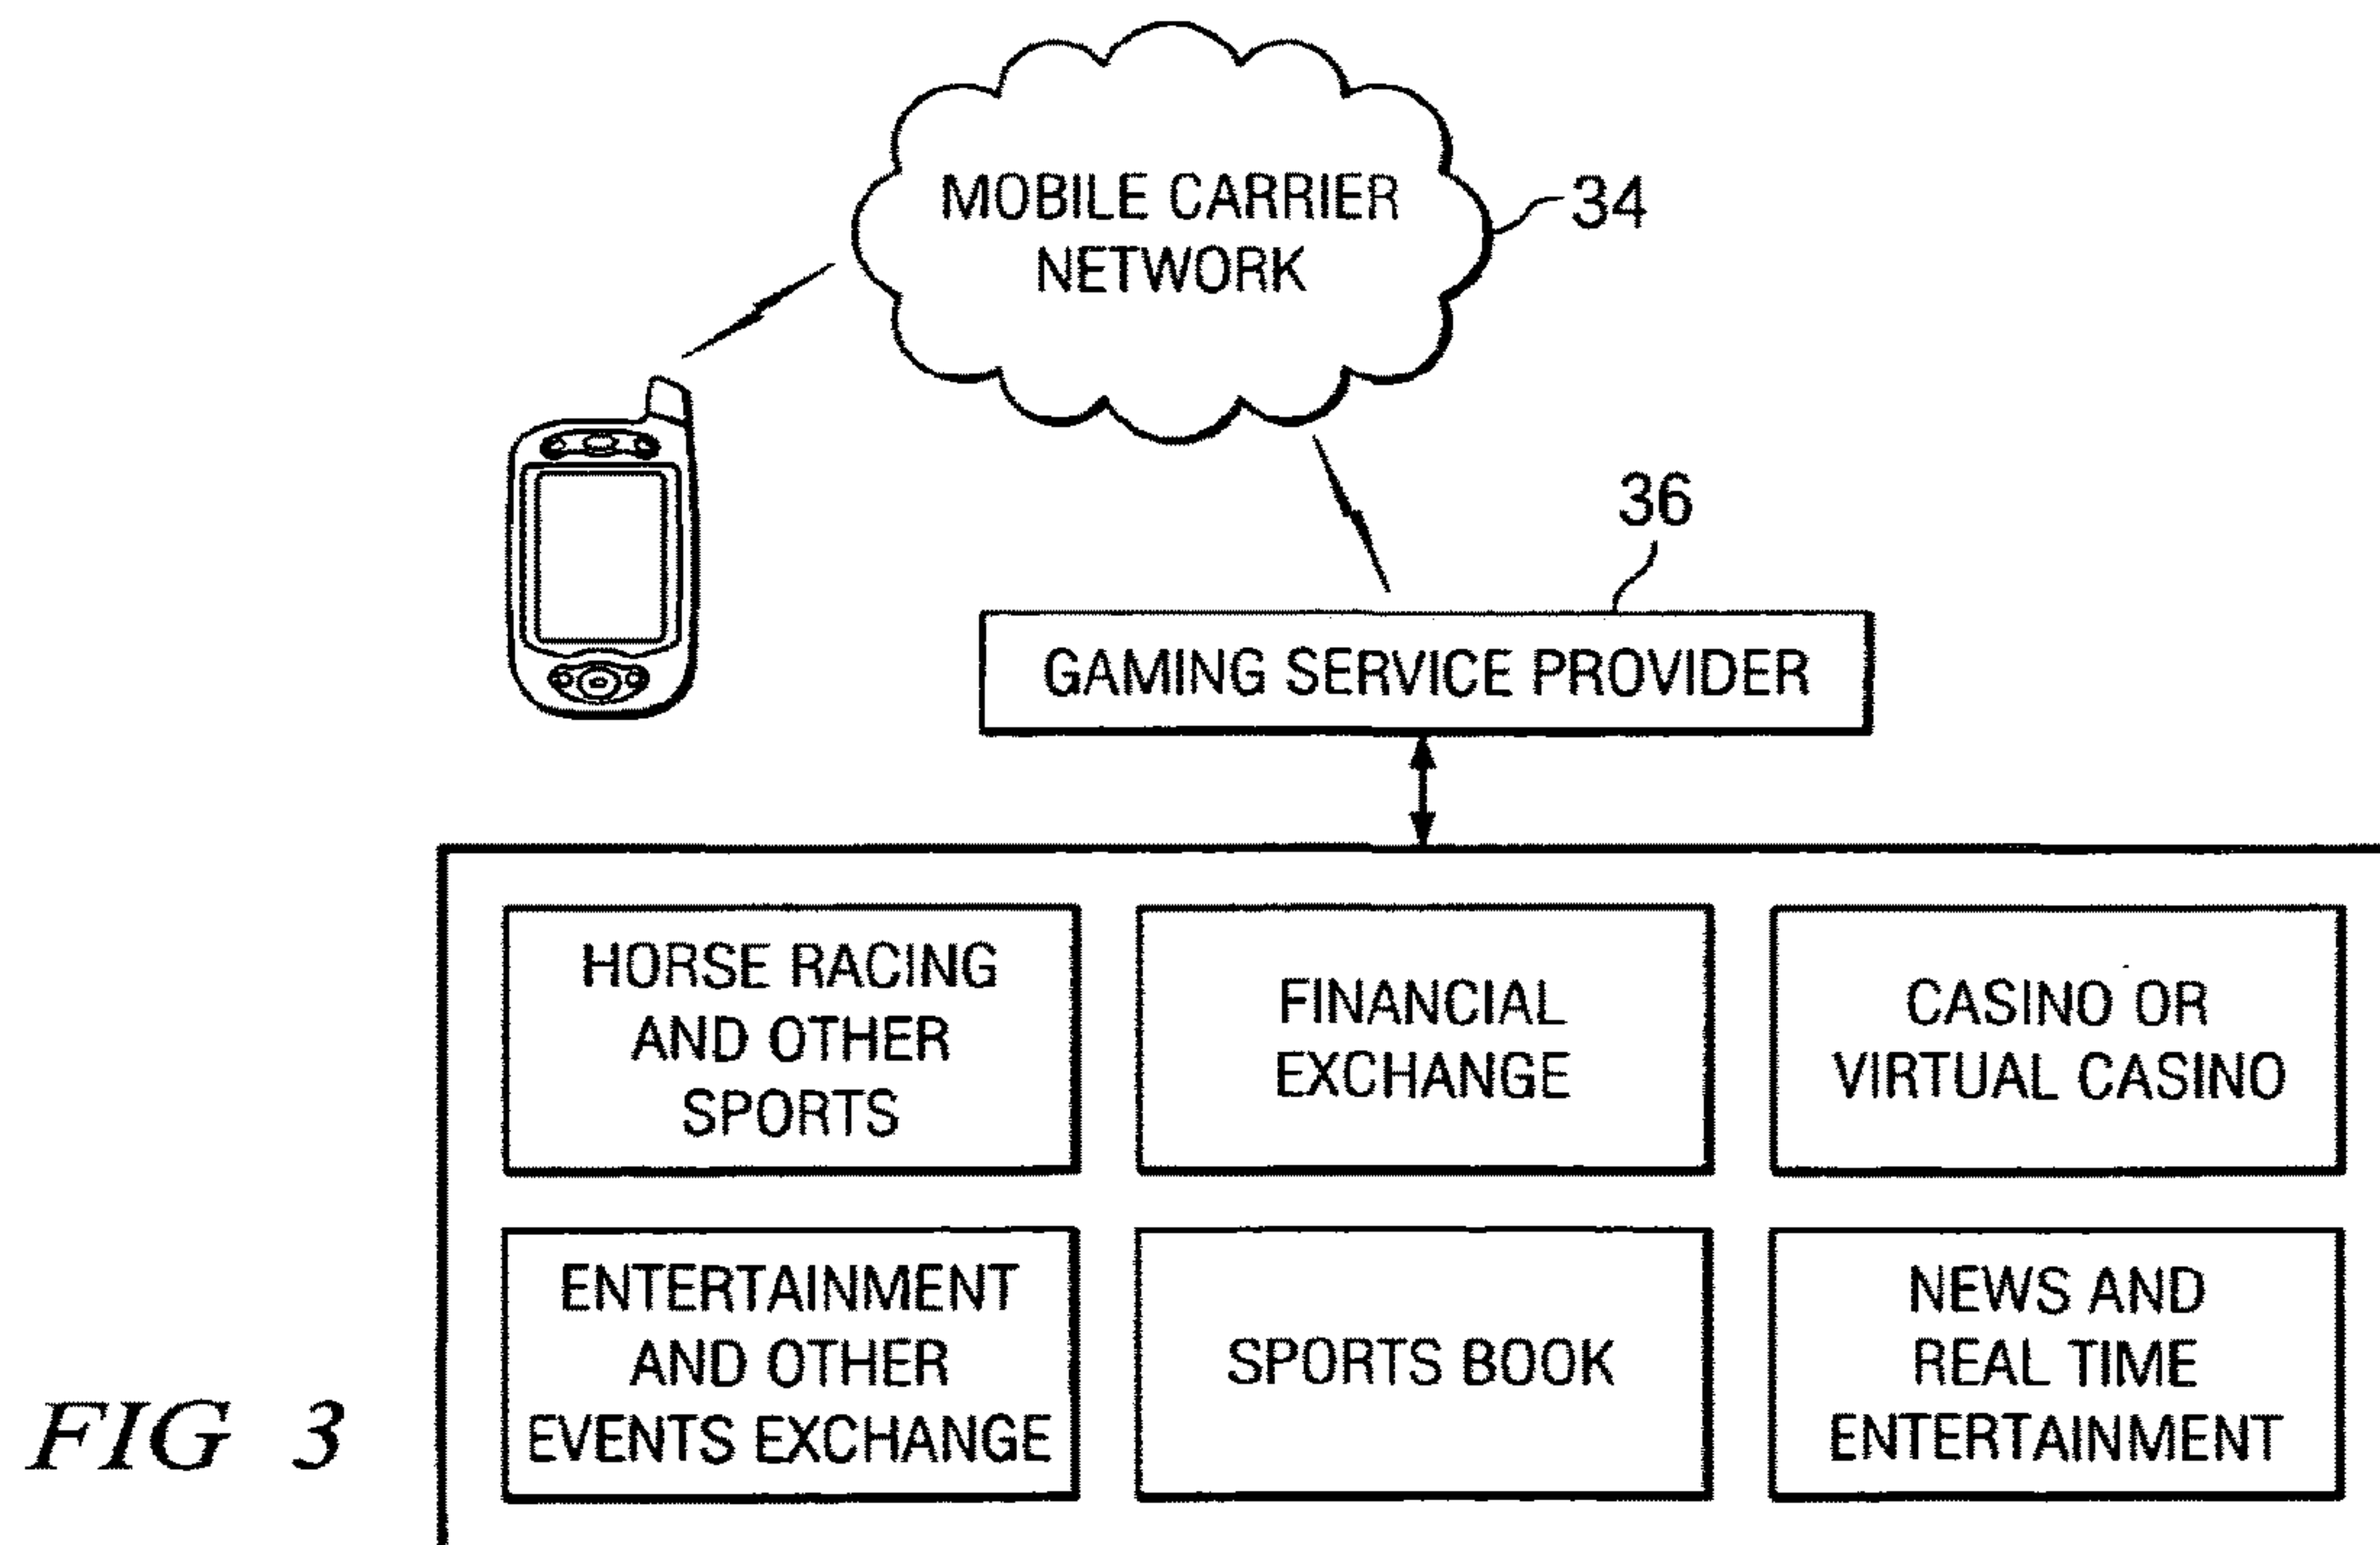 MOBILE CARRIER
NETWORK
34
36
GAMING SERVICE PROVIDER
HORSE RACING
AND OTHER
SPORTS
FINANCIAL
EXCHANGE
CASINO OR
VIRTUAL CASINO
ENTERTAINMENT
AND OTHER
EVENTS EXCHANGE
SPORTS BOOK
NEWS AND
REAL TIME
ENTERTAINMENT
FIG 3